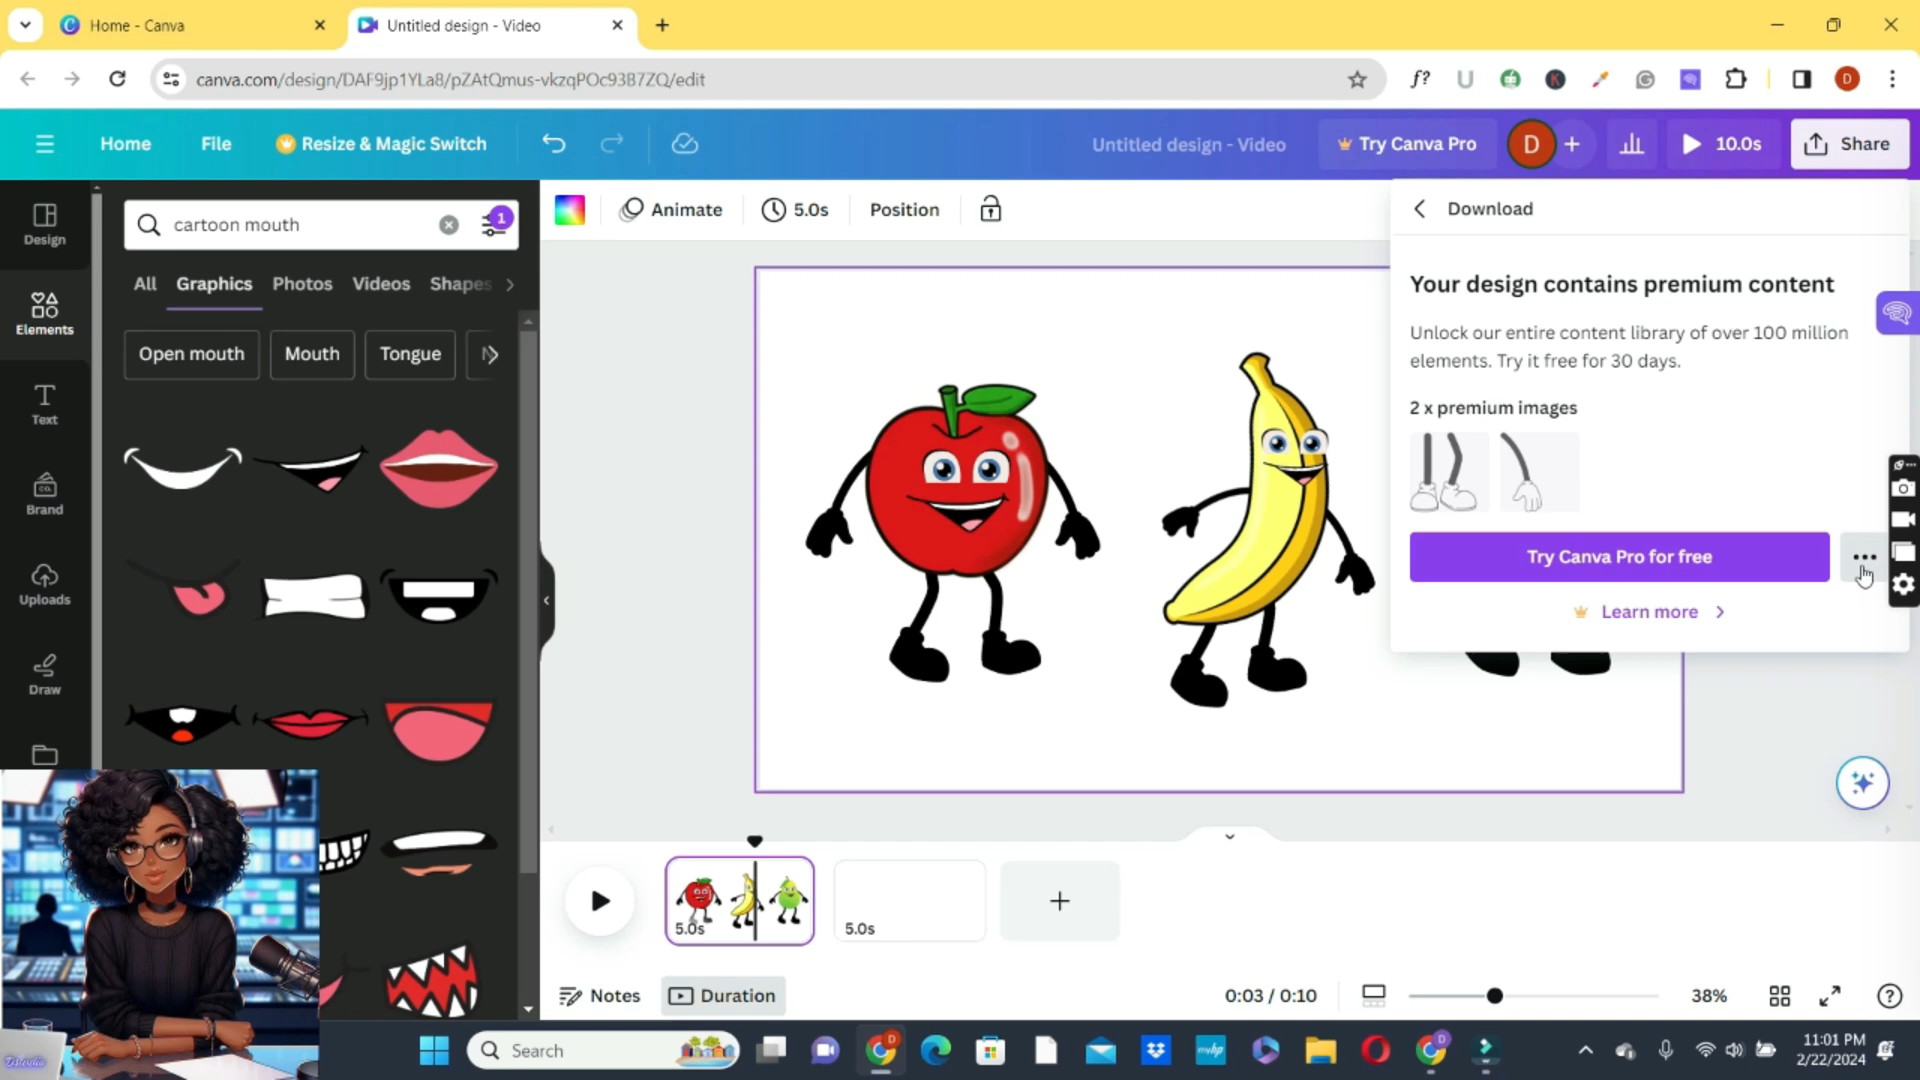 Home - Canva
Untitled design - Video
canva.com/design/DAF9jp1YLa8/pZAtQmus-vkzqPOc93B7ZQ/edit
f?
U
K
G
D
Home
File
Resize & Magic Switch
Untitled design - Video
Try Canva Pro
D
10.0s
Share
Design
Elements
Text
Brand
Uploads
Draw
cartoon mouth
1
All
Graphics
Photos
Videos
Shapes
Open mouth
Mouth
Tongue
Animate
5.0s
Position
Download
Your design contains premium content
Unlock our entire content library of over 100 million
elements. Try it free for 30 days.
2 x premium images
Try Canva Pro for free
Learn more
5.0s
5.0s
Notes
Duration
0:03 / 0:10
38%
Search
D
myhp
D
11:01 PM
2/22/2024